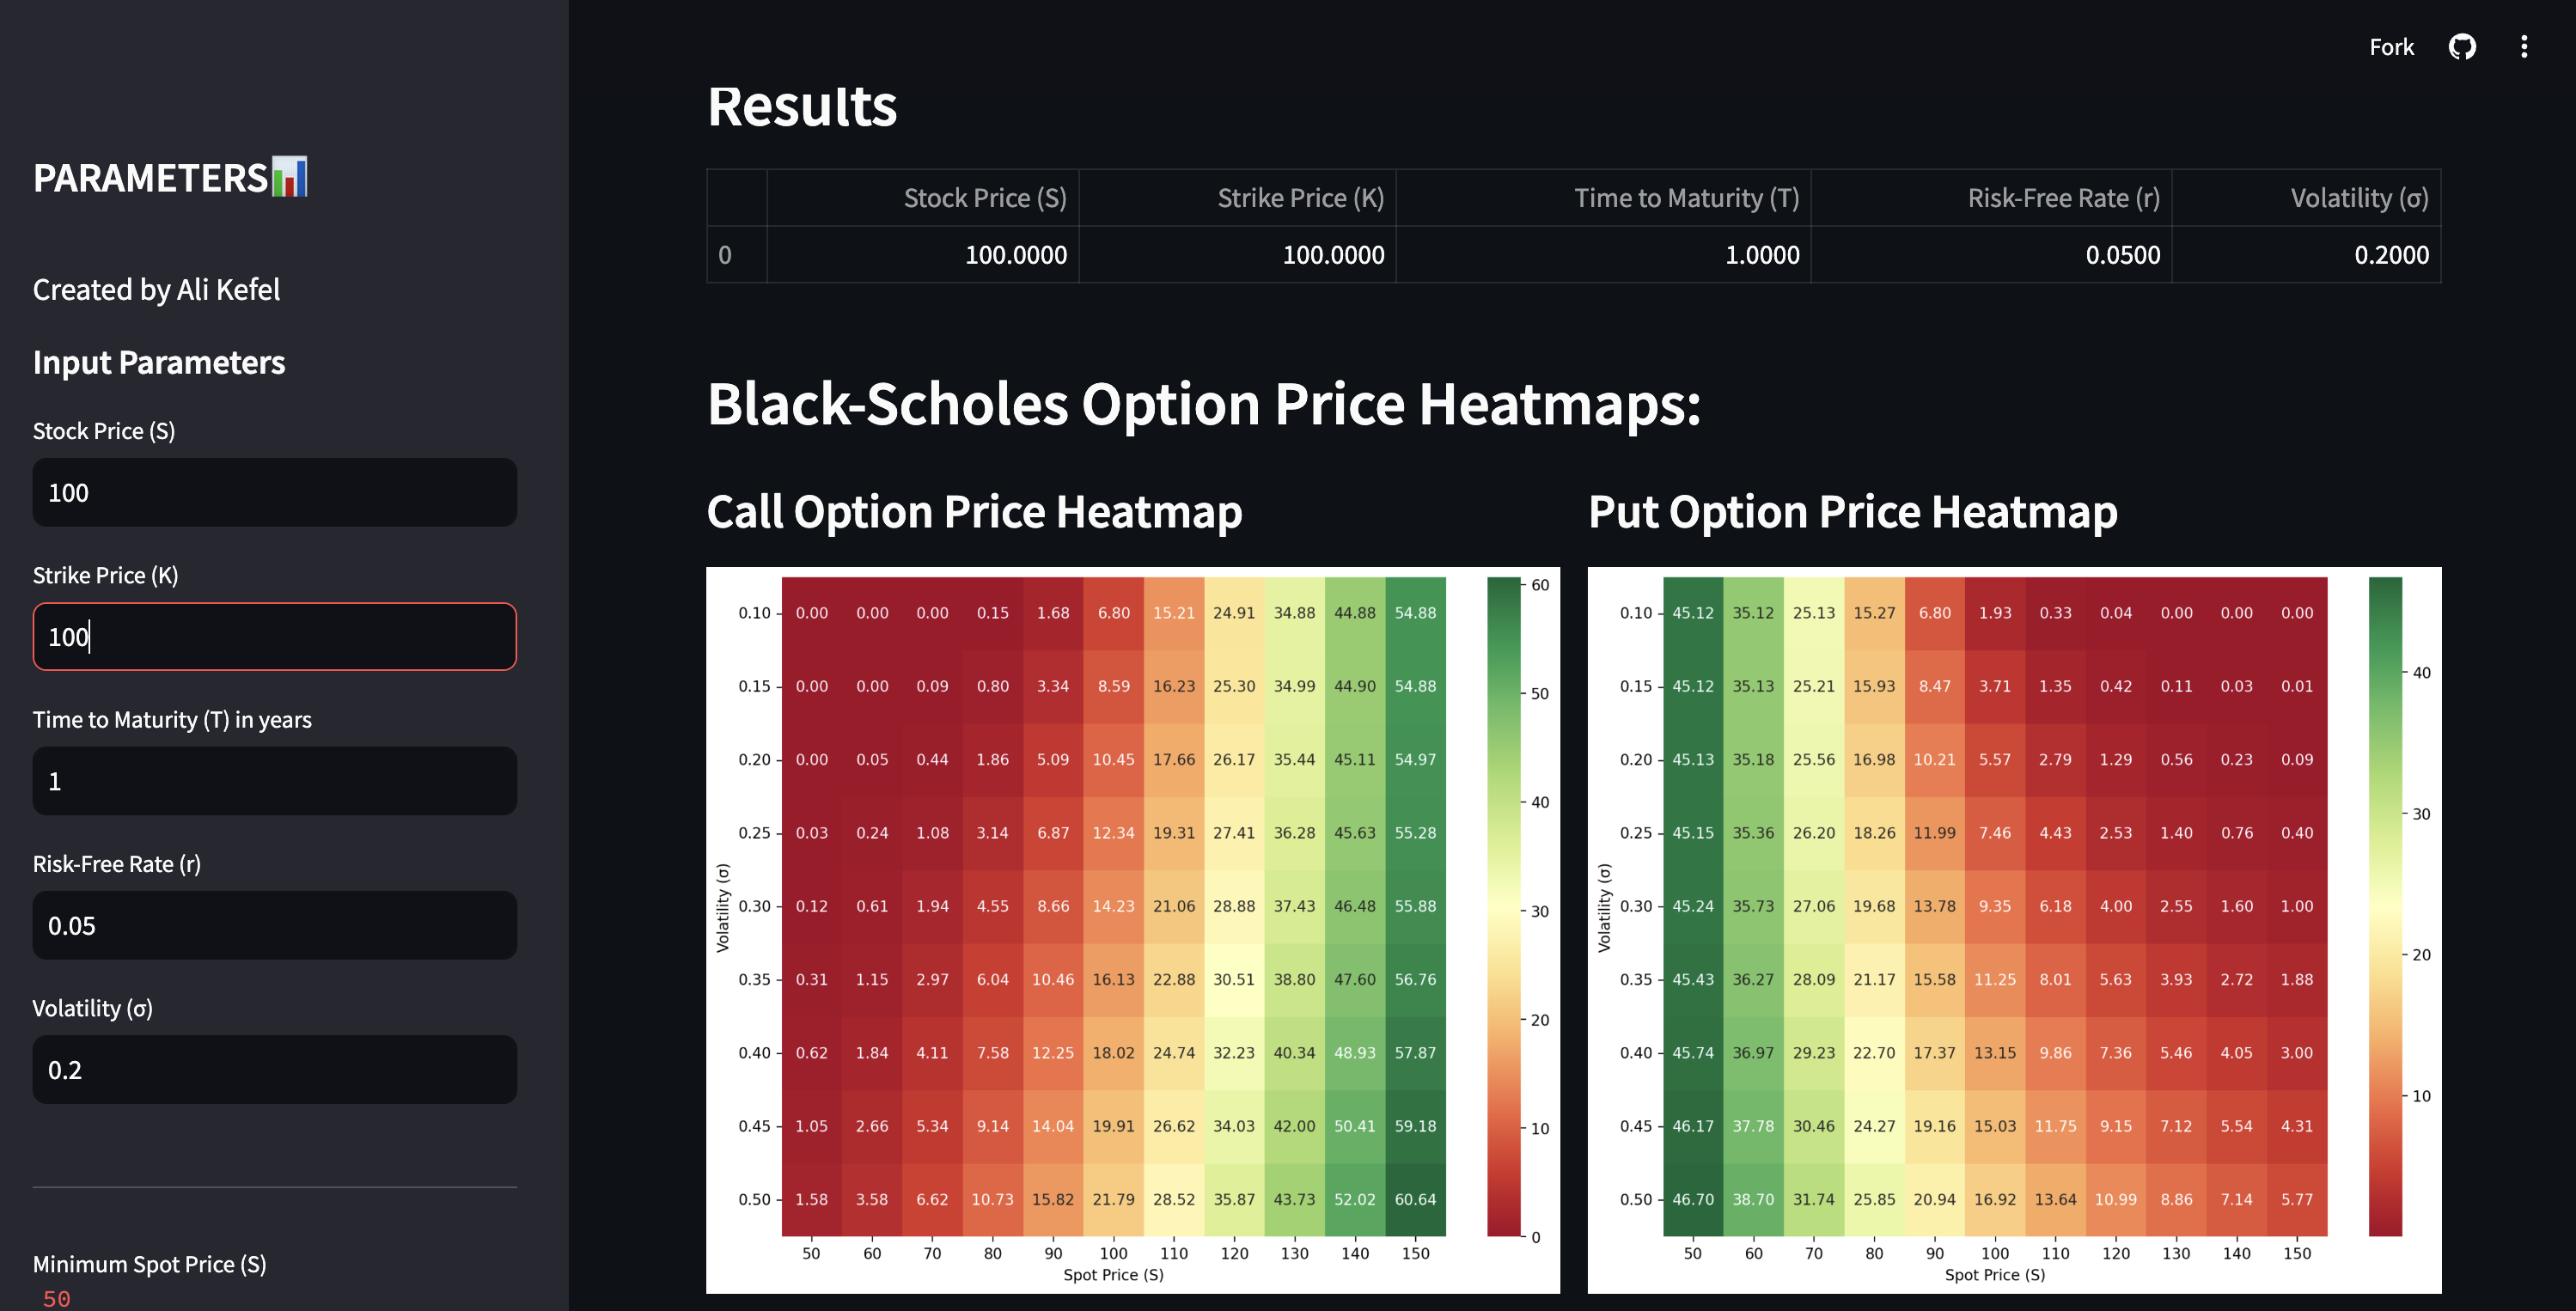 Fork
PARAMETERS
Created by Ali Kefel
Input Parameters
Stock Price (S)
100
Strike Price (K)
100
Time to Maturity (T) in years
1
Risk-Free Rate (r)
0.05
Volatility (σ)
0.2
Minimum Spot Price (S)
50
Results
Stock Price (S) Strike Price (K) Time to Maturity (T) Risk-Free Rate (r) Volatility (σ)
0 100.0000 100.0000 1.0000 0.0500 0.2000
Black-Scholes Option Price Heatmaps:
Call Option Price Heatmap
Volatility (σ)
0.10 0.00 0.00 0.00 0.15 1.68 6.80 15.21 24.91 34.88 44.88 54.88
0.15 0.00 0.00 0.09 0.80 3.34 8.59 16.23 25.30 34.99 44.90 54.88
0.20 0.00 0.05 0.44 1.86 5.09 10.45 17.66 26.17 35.44 45.11 54.97
0.25 0.03 0.24 1.08 3.14 6.87 12.34 19.31 27.41 36.28 45.63 55.28
0.30 0.12 0.61 1.94 4.55 8.66 14.23 21.06 28.88 37.43 46.48 55.88
0.35 0.31 1.15 2.97 6.04 10.46 16.13 22.88 30.51 38.80 47.60 56.76
0.40 0.62 1.84 4.11 7.58 12.25 18.02 24.74 32.23 40.34 48.93 57.87
0.45 1.05 2.66 5.34 9.14 14.04 19.91 26.62 34.03 42.00 50.41 59.18
0.50 1.58 3.58 6.62 10.73 15.82 21.79 28.52 35.87 43.73 52.02 60.64
50 60 70 80 90 100 110 120 130 140 150
Spot Price (S)
60
50
40
30
20
10
0
Put Option Price Heatmap
Volatility (σ)
0.10 45.12 35.12 25.13 15.27 6.80 1.93 0.33 0.04 0.00 0.00 0.00
0.15 45.12 35.13 25.21 15.93 8.47 3.71 1.35 0.42 0.11 0.03 0.01
0.20 45.13 35.18 25.56 16.98 10.21 5.57 2.79 1.29 0.56 0.23 0.09
0.25 45.15 35.36 26.20 18.26 11.99 7.46 4.43 2.53 1.40 0.76 0.40
0.30 45.24 35.73 27.06 19.68 13.78 9.35 6.18 4.00 2.55 1.60 1.00
0.35 45.43 36.27 28.09 21.17 15.58 11.25 8.01 5.63 3.93 2.72 1.88
0.40 45.74 36.97 29.23 22.70 17.37 13.15 9.86 7.36 5.46 4.05 3.00
0.45 46.17 37.78 30.46 24.27 19.16 15.03 11.75 9.15 7.12 5.54 4.31
0.50 46.70 38.70 31.74 25.85 20.94 16.92 13.64 10.99 8.86 7.14 5.77
50 60 70 80 90 100 110 120 130 140 150
Spot Price (S)
40
30
20
10